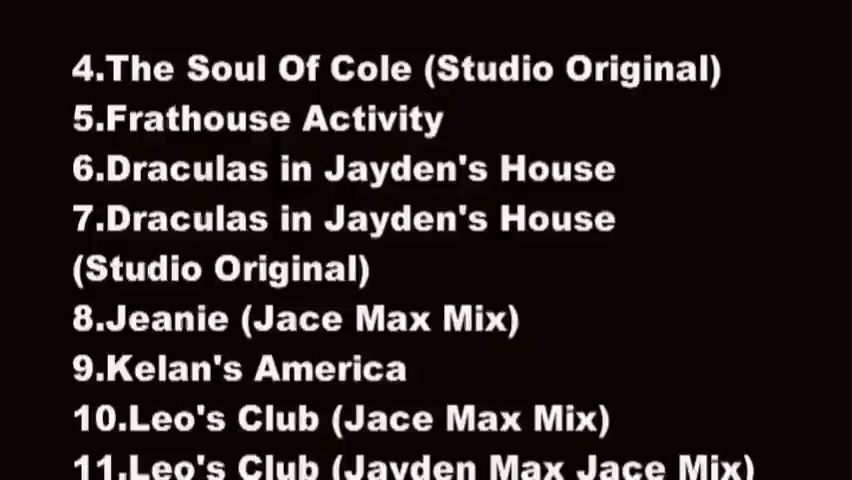 4.The Soul Of Cole (Studio Original)
5.Frathouse Activity
6.Draculas in Jayden's House
7.Draculas in Jayden's House
(Studio Original)
8.Jeanie (Jace Max Mix)
9.Kelan's America
10.Leo's Club (Jace Max Mix)
11.Leo's Club (Jayden Max Jace Mix)